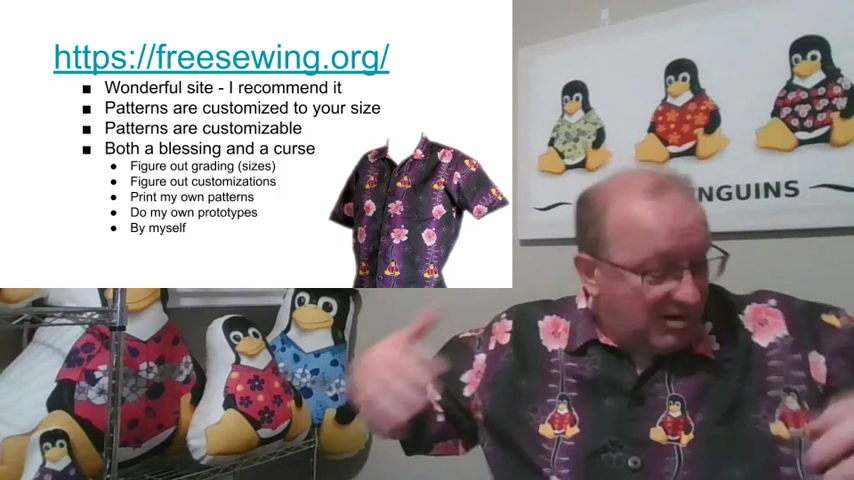 https://freesewing.org/
■ Wonderful site - I recommend it
■ Patterns are customized to your size
■ Patterns are customizable
■ Both a blessing and a curse
● Figure out grading (sizes)
● Figure out customizations
● Print my own patterns
● Do my own prototypes
● By myself